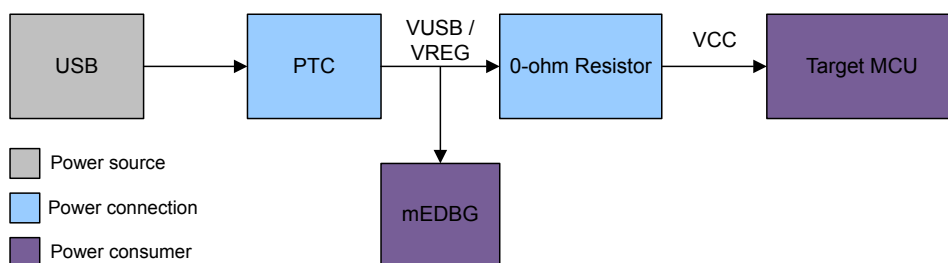 USB
PTC
VUSB /
VREG
0-ohm Resistor
VCC
Target MCU
mEDBG
Power source
Power connection
Power consumer